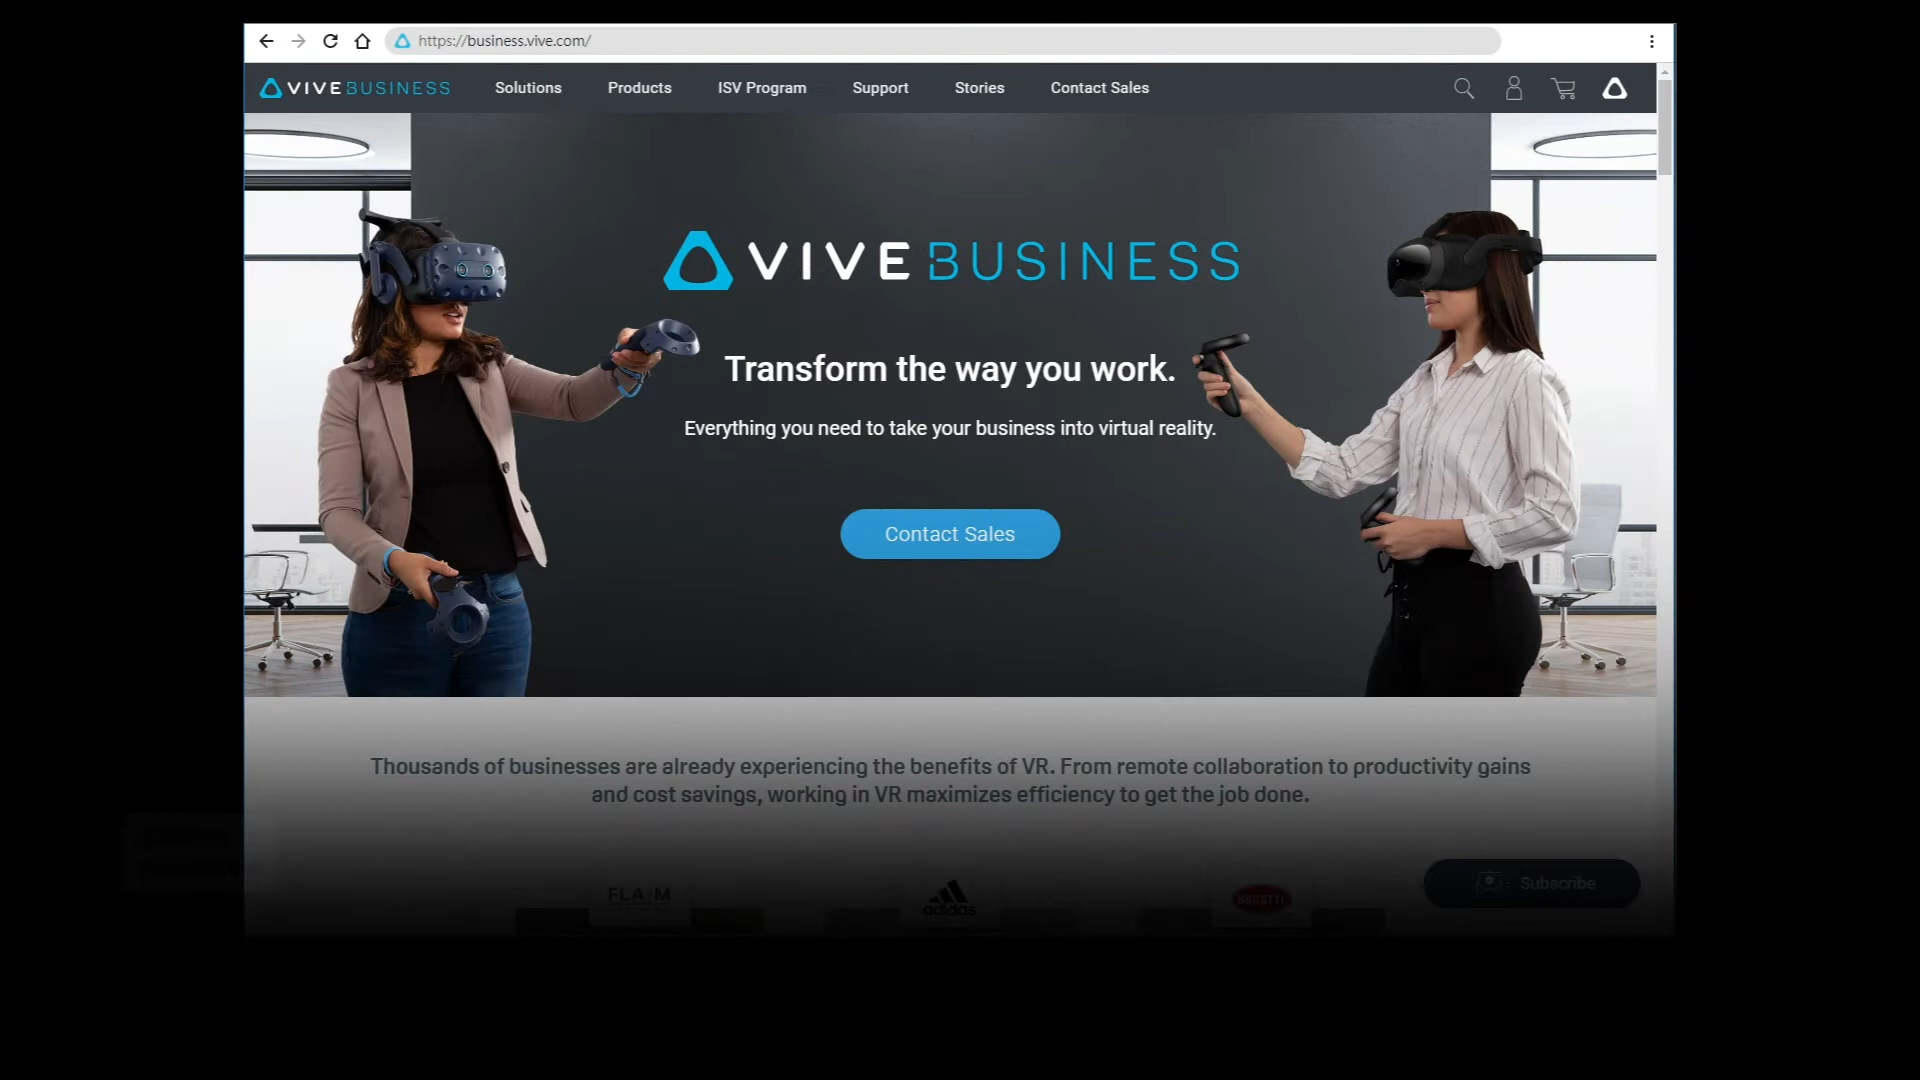 https://business.vive.com/
VIVE BUSINESS
Solutions
Products
ISV Program
Support
Stories
Contact Sales
VIVE BUSINESS
Transform the way you work.
Everything you need to take your business into virtual reality.
Contact Sales
Thousands of businesses are already experiencing the benefits of VR. From remote collaboration to productivity gains
and cost savings, working in VR maximizes efficiency to get the job done.
Subscribe
FLAIM
adidas
BUGATTI